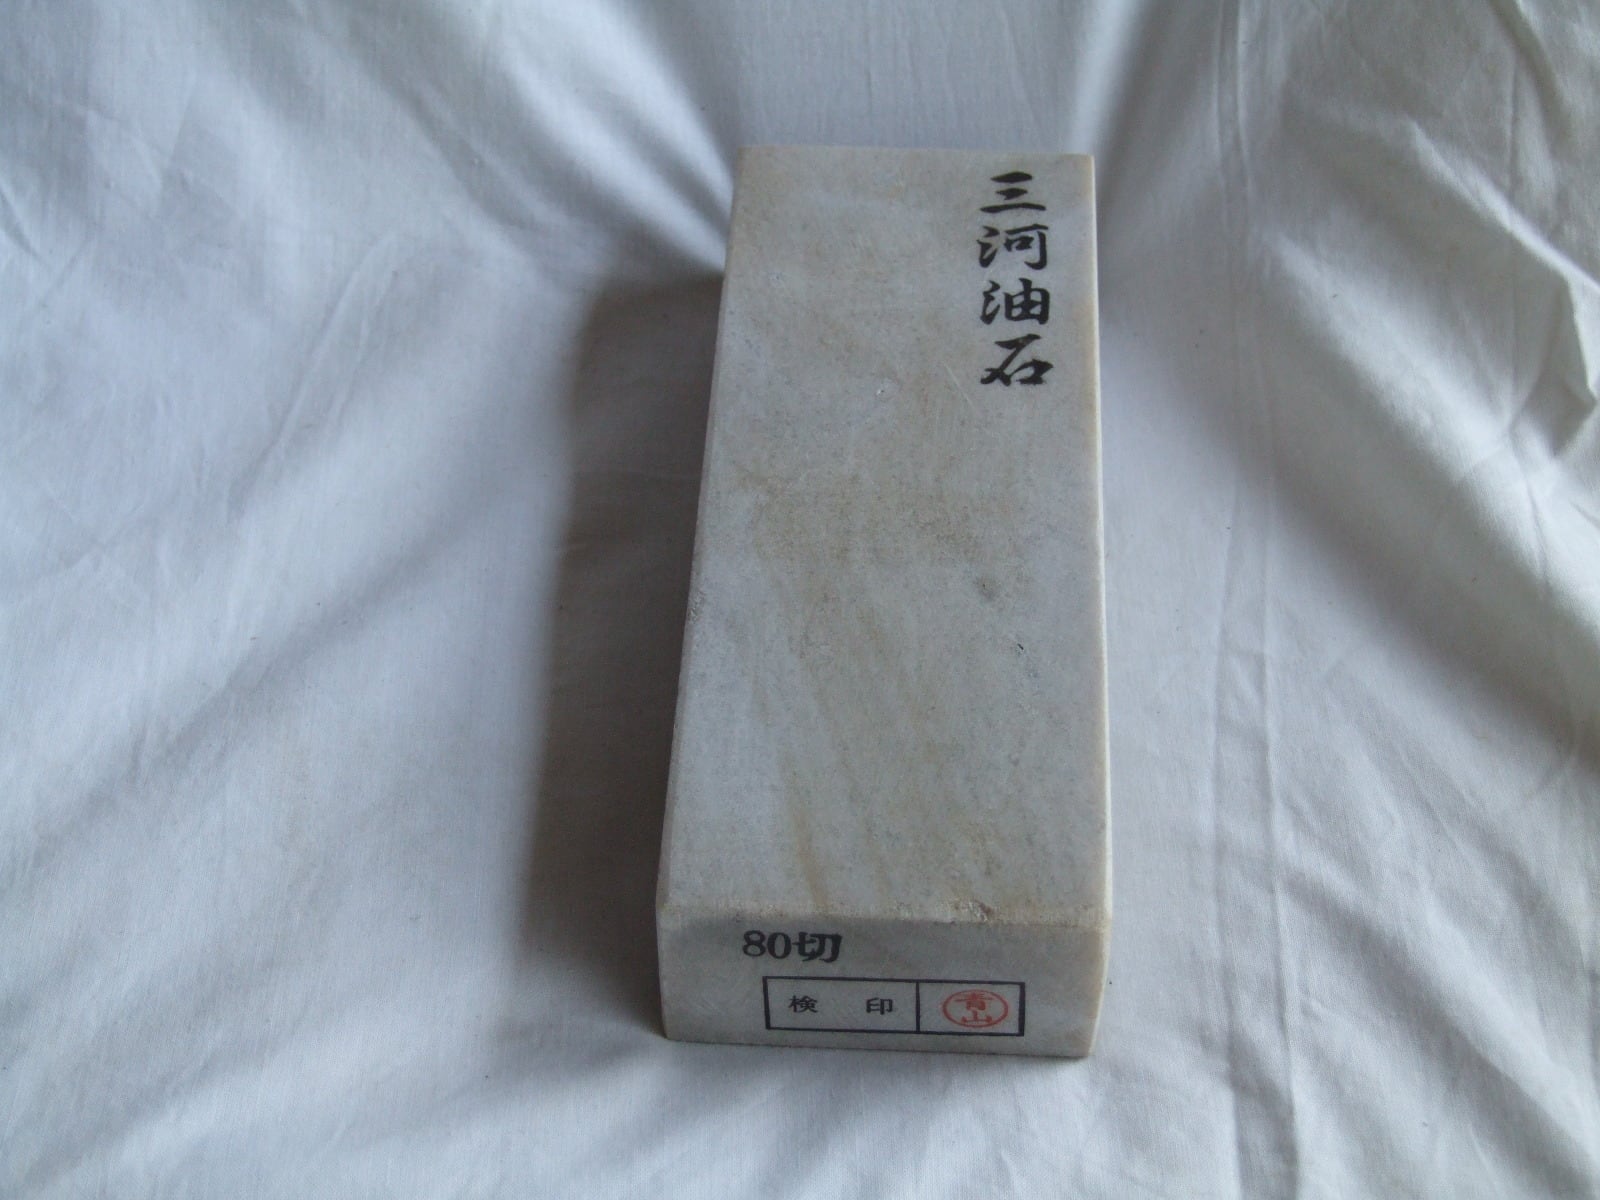 三河油石
80切
検 印 青山